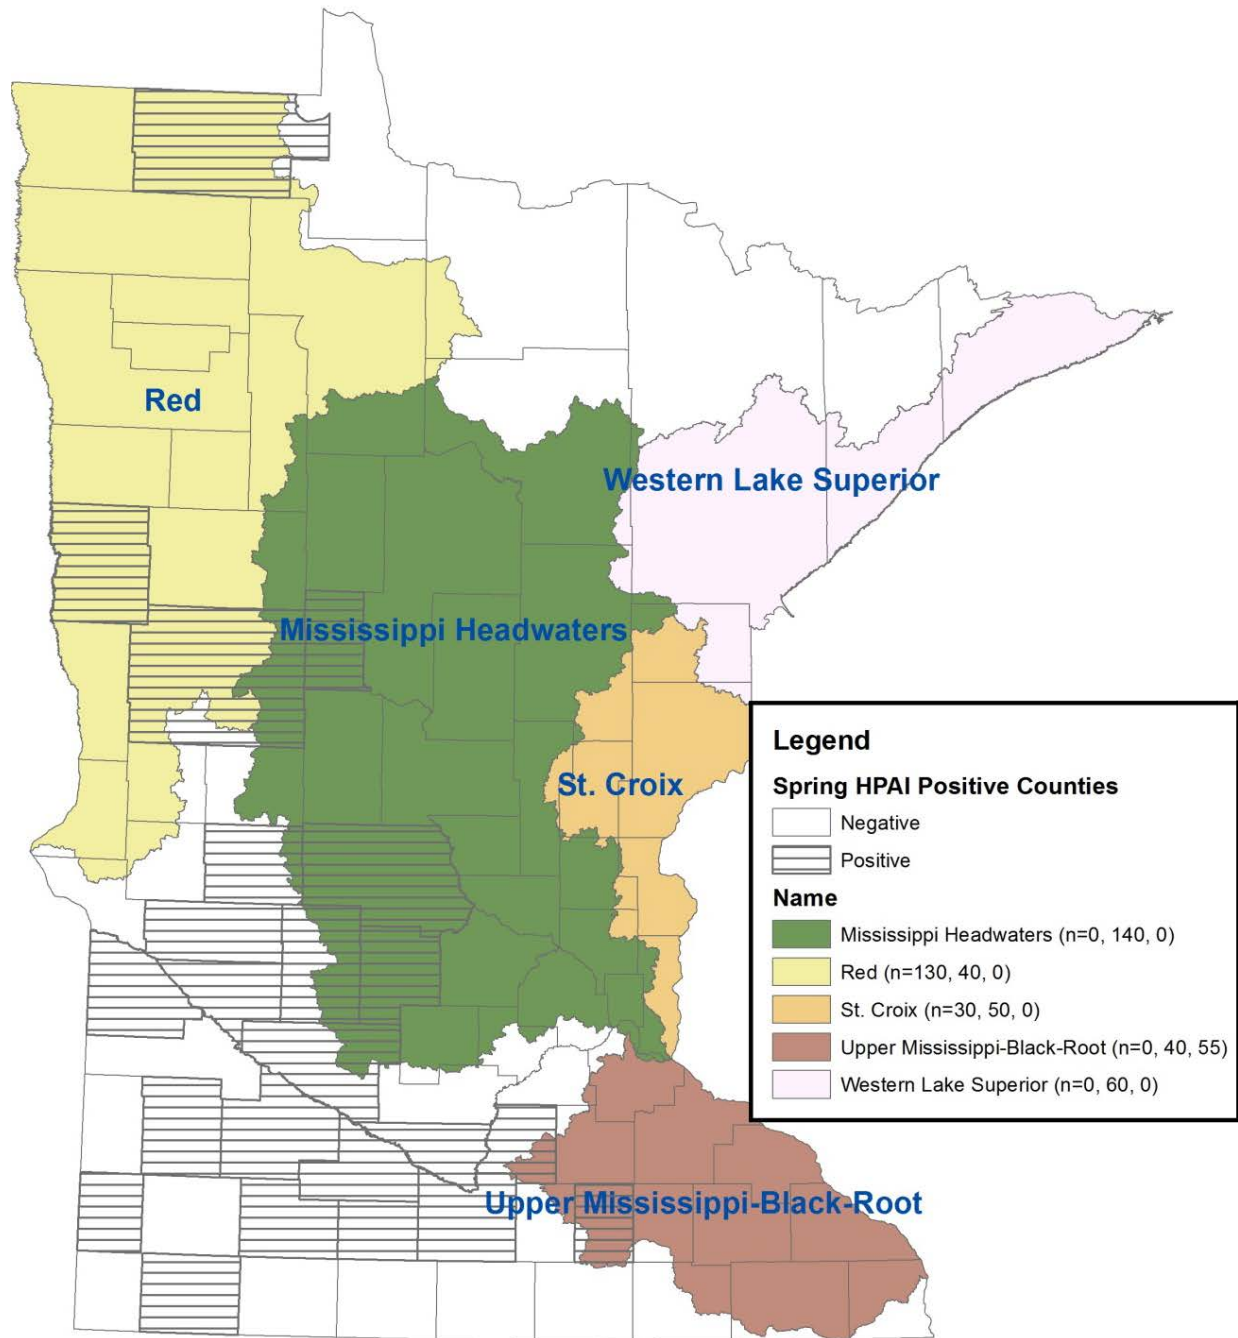 Red
Western Lake Superior
Mississippi Headwaters
St. Croix
Upper Mississippi-Black-Root
Legend
Spring HPAI Positive Counties
Negative
Positive
Name
Mississippi Headwaters (n=0, 140, 0)
Red (n=130, 40, 0)
St. Croix (n=30, 50, 0)
Upper Mississippi-Black-Root (n=0, 40, 55)
Western Lake Superior (n=0, 60, 0)